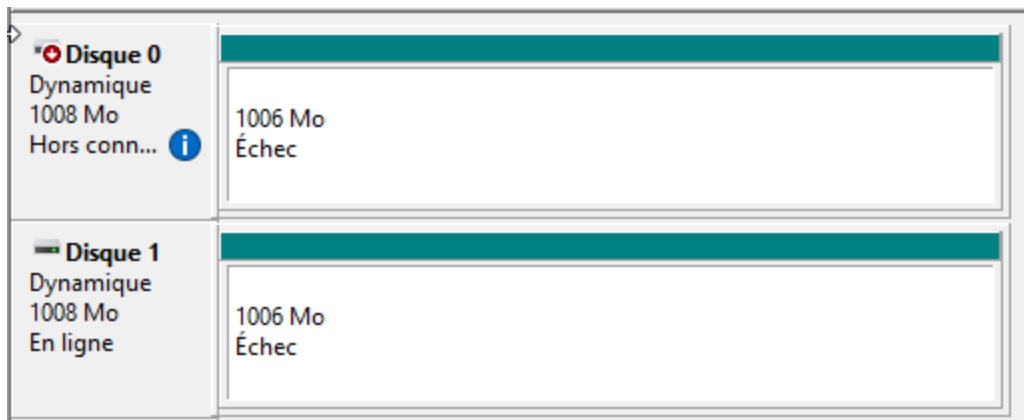 Disque 0
Dynamique
1008 Mo
Hors conn...
1006 Mo
Échec
Disque 1
Dynamique
1008 Mo
En ligne
1006 Mo
Échec